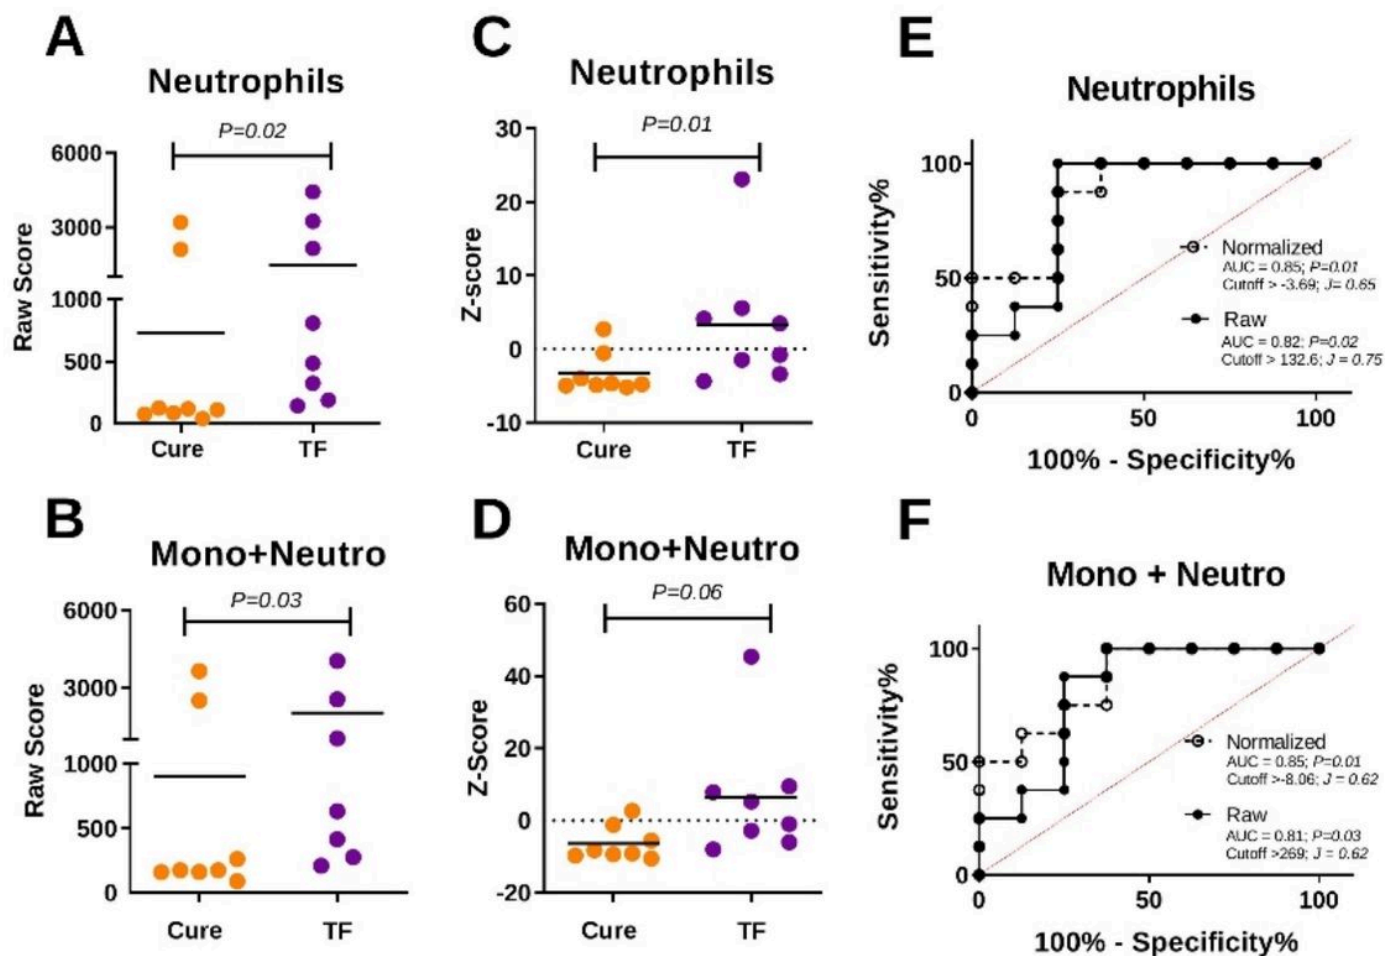 A
Neutrophils
P=0.02
6000
3000
1000
500
0
Raw Score
Cure
TF
B
Mono+Neutro
P=0.03
6000
3000
1000
500
0
Raw Score
Cure
TF
C
Neutrophils
P=0.01
30
20
10
0
-10
Z-score
Cure
TF
D
Mono+Neutro
P=0.06
60
40
20
0
-20
Z-Score
Cure
TF
E
Neutrophils
100
50
0
Sensitivity%
Normalized
AUC = 0.85; P=0.01
Cutoff > -3.69; J= 0.65
Raw
AUC = 0.82; P=0.02
Cutoff > 132.6; J = 0.75
0
50
100
100% - Specificity%
F
Mono + Neutro
100
50
0
Sensitivity%
Normalized
AUC = 0.85; P=0.01
Cutoff >-8.06; J = 0.62
Raw
AUC = 0.81; P=0.03
Cutoff >269; J = 0.62
0
50
100
100% - Specificity%